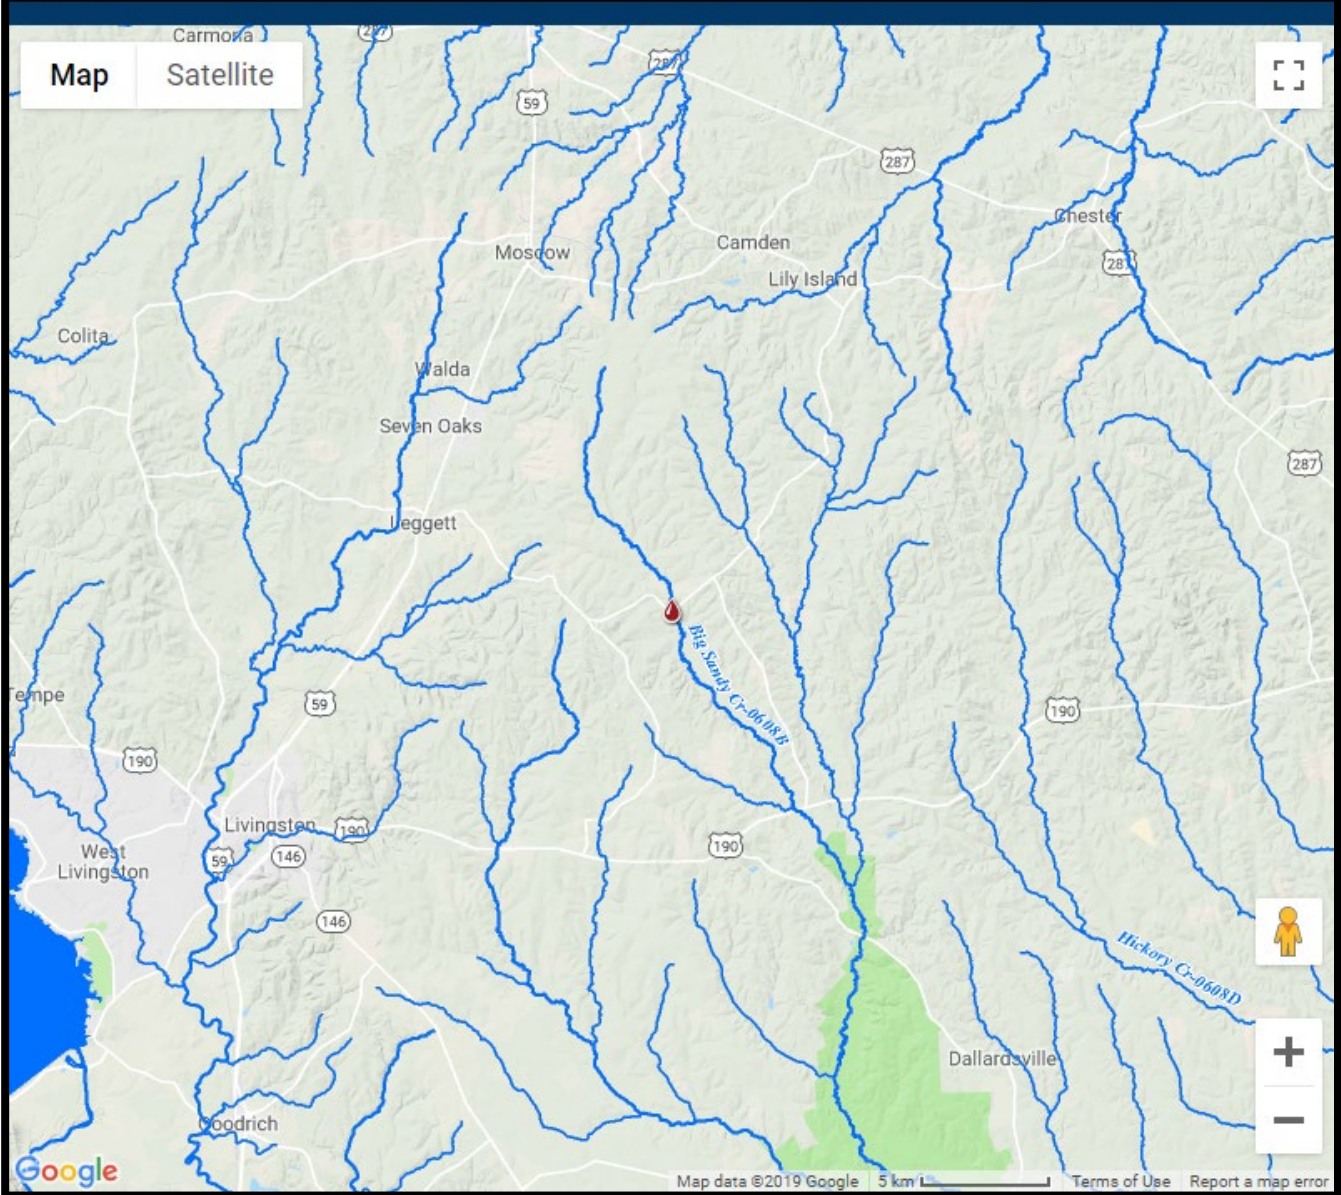 Carmona
287
Map
Satellite
287
59
287
Chester
Moscow
Camden
287
Lily Island
Colita
Walda
Seven Oaks
287
Leggett
Big Sandy Cr-0608B
Tempe
59
190
190
Livingston
190
190
59
146
West
Livingston
146
Hickory Cr-0608D
Dallardsville
Goodrich
Google
Map data ©2019 Google
5 km
Terms of Use
Report a map error